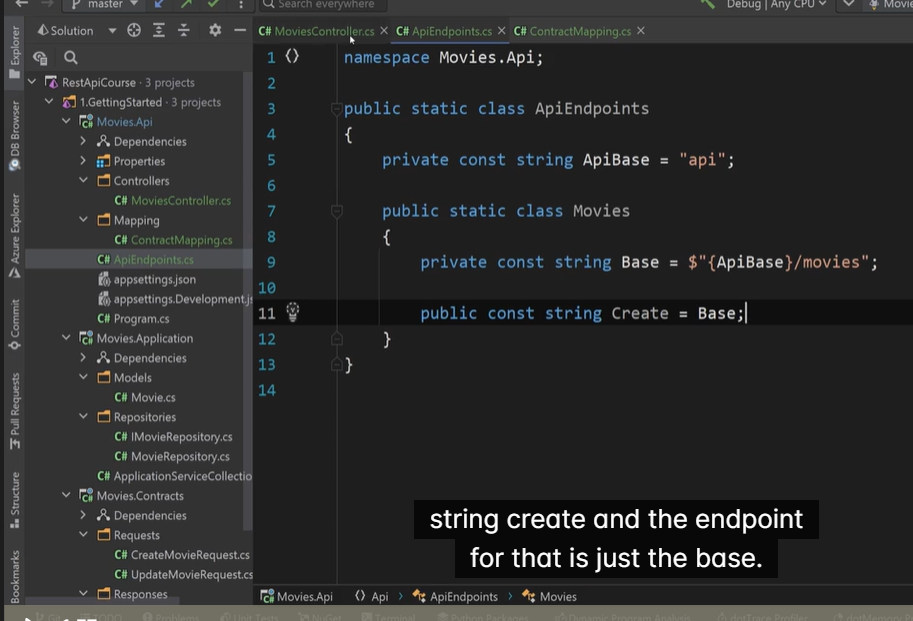 master
Search everywhere
Debug | Any CPU
Movie
Explorer
DB Browser
Azure Explorer
Commit
Pull Requests
Structure
Bookmarks
Solution
RestApiCourse · 3 projects
1.GettingStarted · 3 projects
Movies.Api
Dependencies
Properties
Controllers
C# MoviesController.cs
Mapping
C# ContractMapping.cs
C# ApiEndpoints.cs
appsettings.json
appsettings.Development.js
C# Program.cs
Movies.Application
Dependencies
Models
C# Movie.cs
Repositories
C# IMovieRepository.cs
C# MovieRepository.cs
C# ApplicationServiceCollectio
Movies.Contracts
Dependencies
Requests
C# CreateMovieRequest.cs
C# UpdateMovieRequest.cs
Responses
C# MoviesController.cs × C# ApiEndpoints.cs × C# ContractMapping.cs ×
1 namespace Movies.Api;
2
3 public static class ApiEndpoints
4 {
5 private const string ApiBase = "api";
6
7 public static class Movies
8 {
9 private const string Base = $"{ApiBase}/movies";
10
11 public const string Create = Base;
12 }
13 }
14
string create and the endpoint
for that is just the base.
C# Movies.Api {} Api > ApiEndpoints > Movies